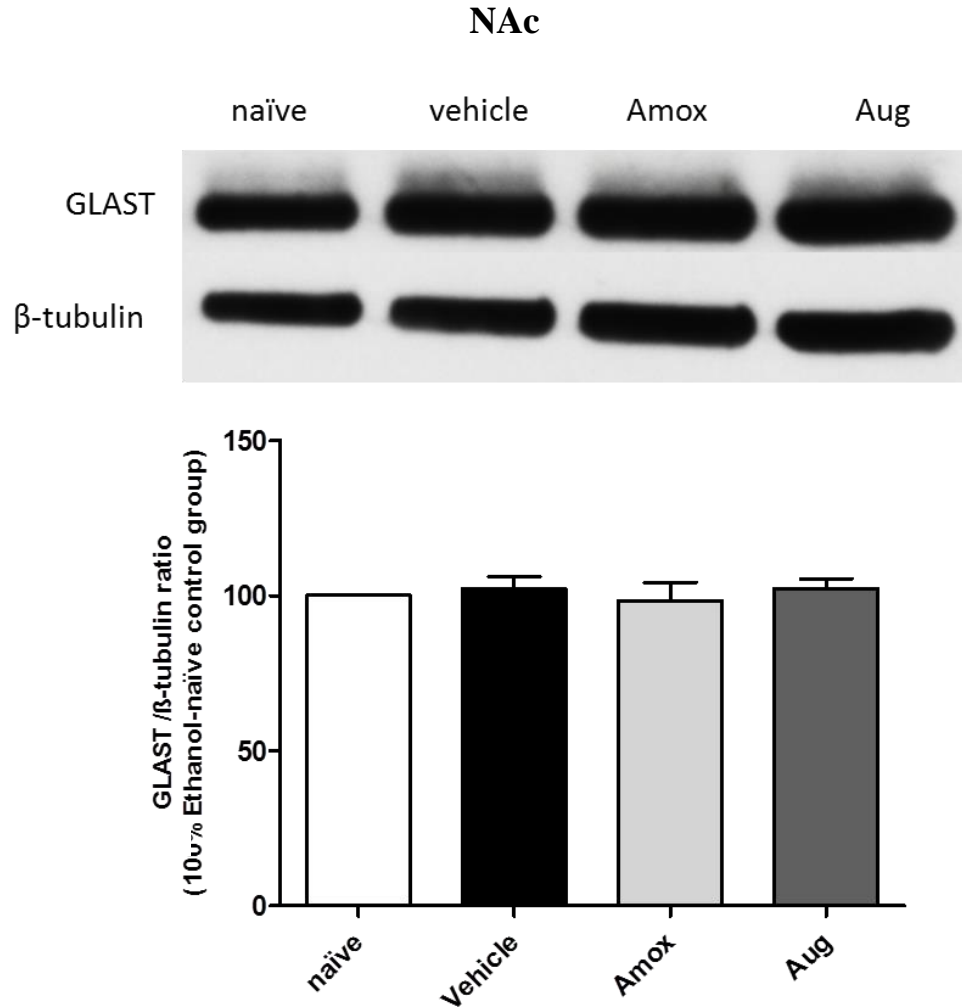 NAc
naïve vehicle Amox Aug
GLAST
β-tubulin
GLAST /ß-tubulin ratio
(100% Ethanol-naïve control group)
150
100
50
0
naïve
Vehicle
Amox
Aug